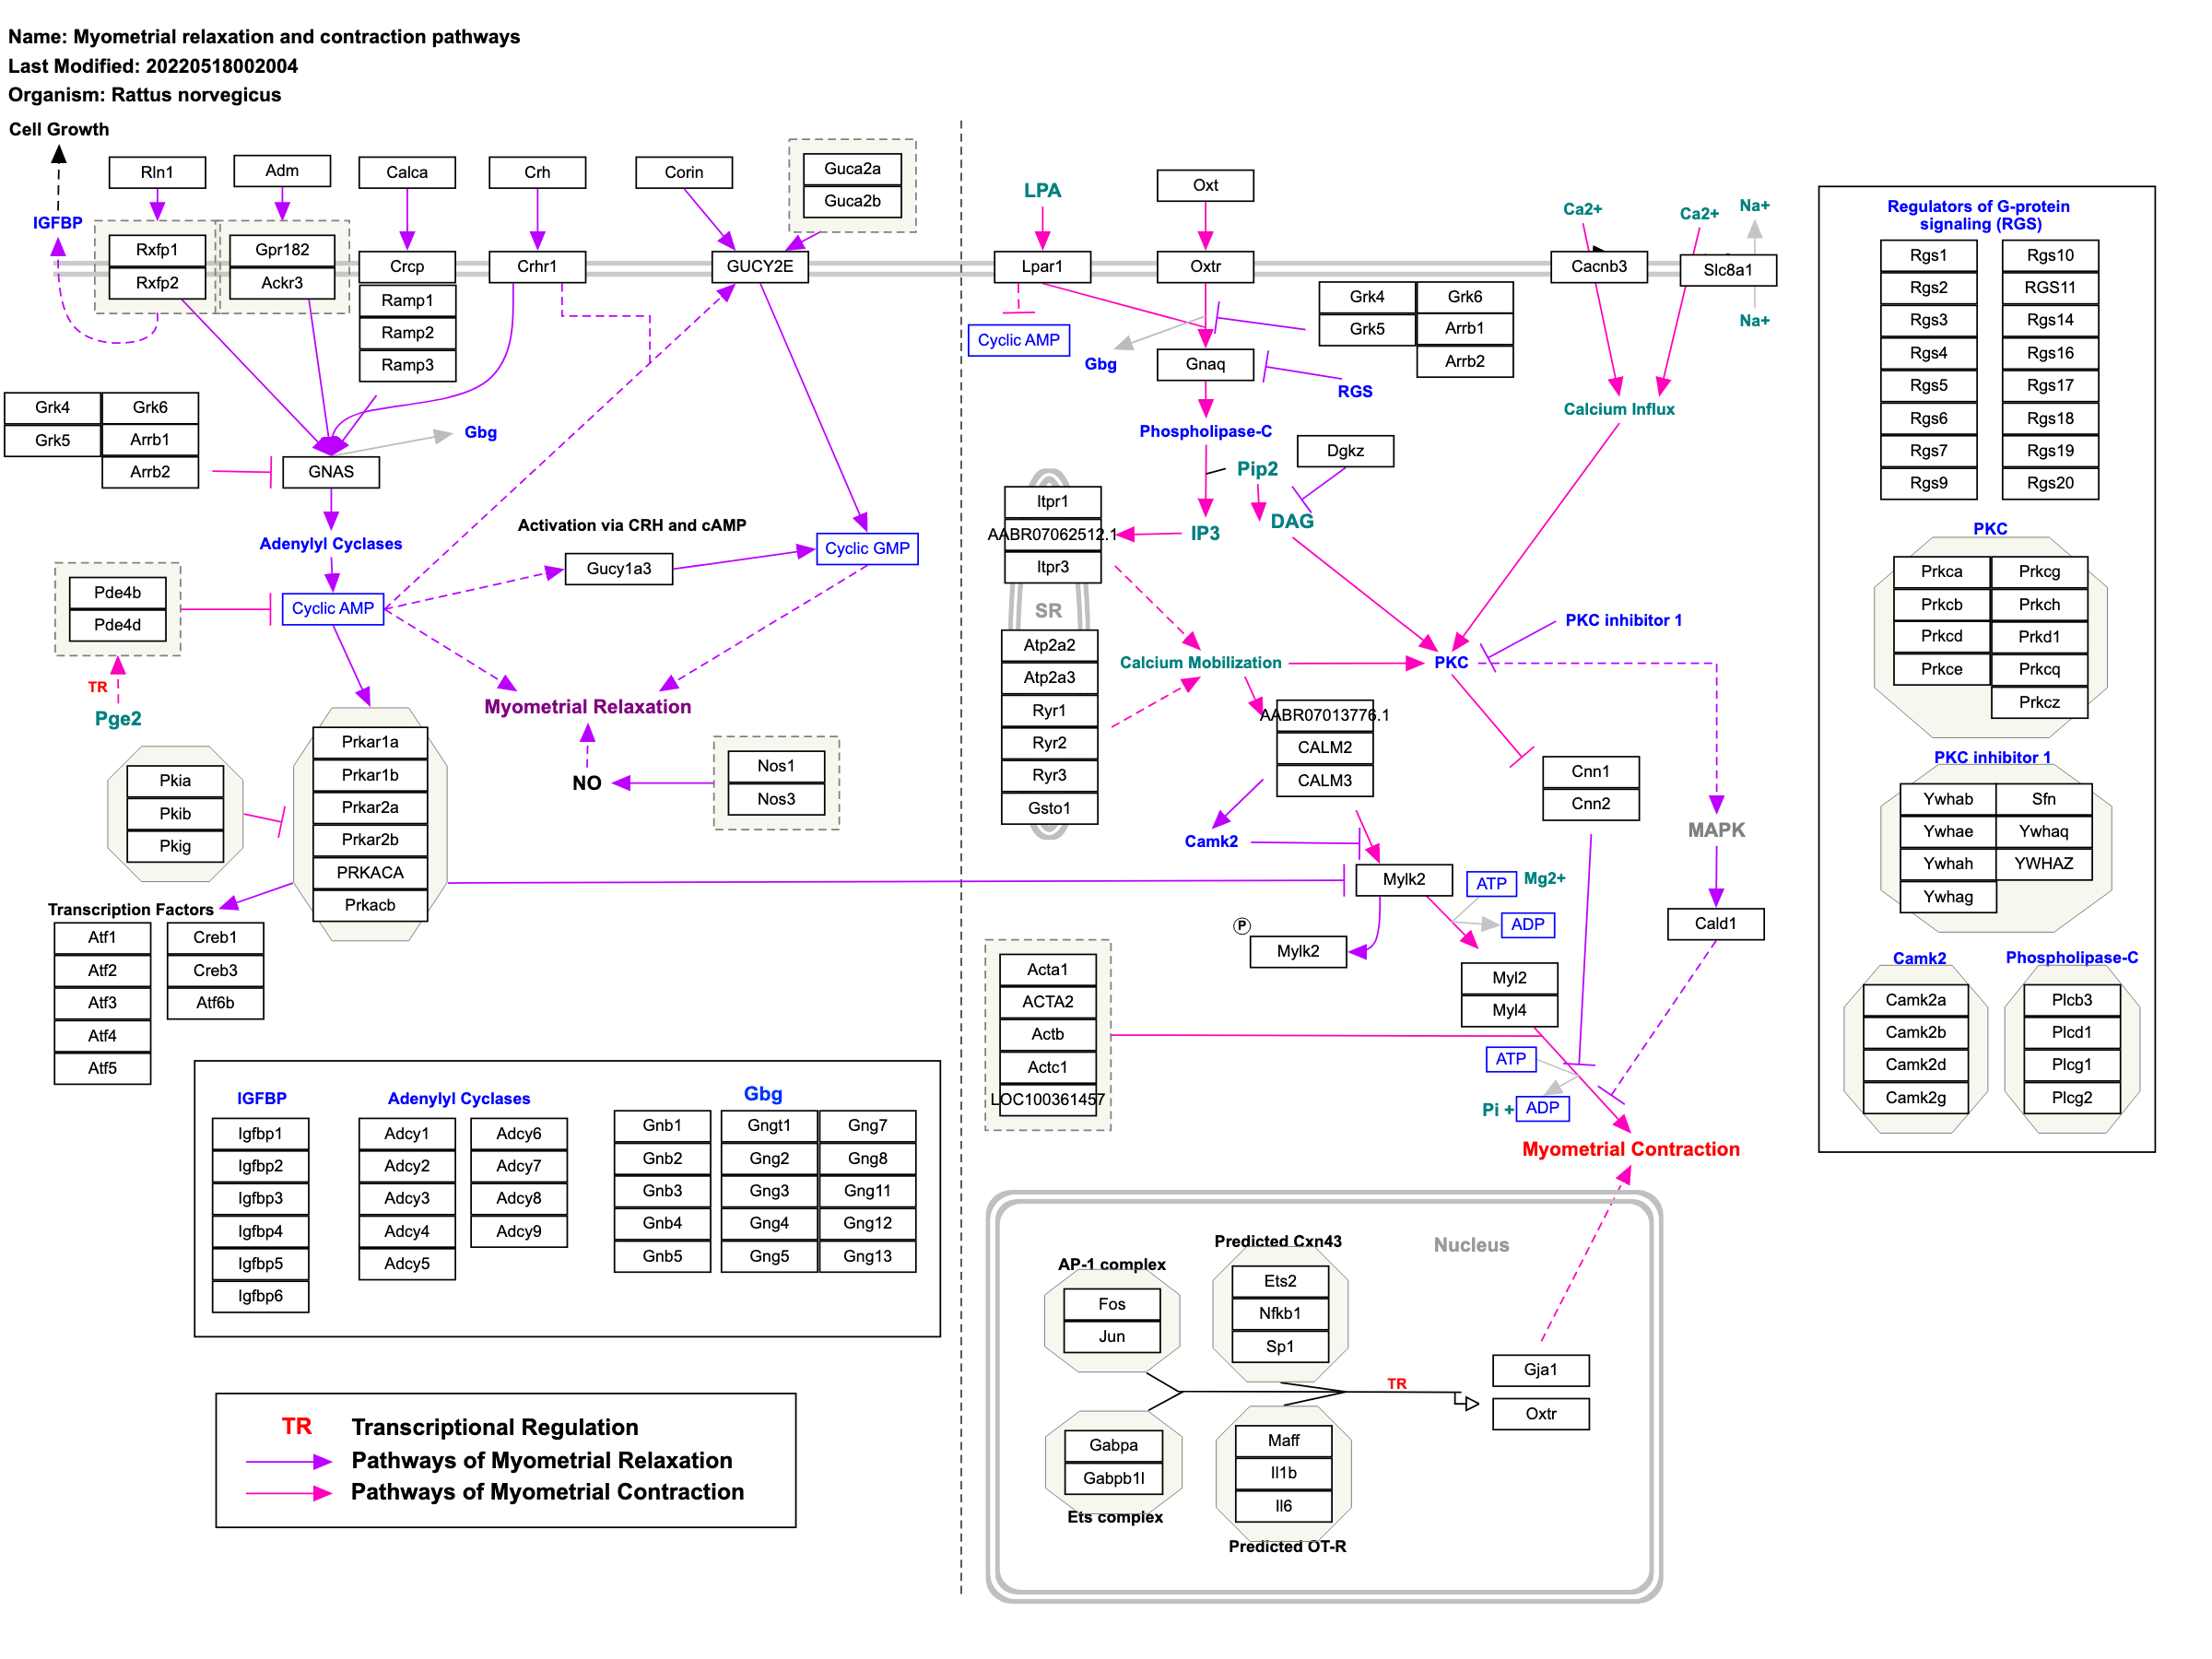 Name: Myometrial relaxation and contraction pathways
Last Modified: 20220518002004
Organism: Rattus norvegicus
Cell Growth
IGFBP
Rln1
Adm
Calca
Crh
Corin
Guca2a
Guca2b
Rxfp1
Rxfp2
Gpr182
Ackr3
Crcp
Ramp1
Ramp2
Ramp3
Crhr1
GUCY2E
Grk4
Grk5
Grk6
Arrb1
Arrb2
GNAS
Gbg
Adenylyl Cyclases
Activation via CRH and cAMP
Gucy1a3
Cyclic GMP
Pde4b
Pde4d
Cyclic AMP
TR
Pge2
Myometrial Relaxation
NO
Nos1
Nos3
Pkia
Pkib
Pkig
Prkar1a
Prkar1b
Prkar2a
Prkar2b
PRKACA
Prkacb
Transcription Factors
Atf1
Atf2
Atf3
Atf4
Atf5
Creb1
Creb3
Atf6b
IGFBP
Igfbp1
Igfbp2
Igfbp3
Igfbp4
Igfbp5
Igfbp6
Adenylyl Cyclases
Adcy1
Adcy2
Adcy3
Adcy4
Adcy5
Adcy6
Adcy7
Adcy8
Adcy9
Gbg
Gnb1
Gnb2
Gnb3
Gnb4
Gnb5
Gngt1
Gng2
Gng3
Gng4
Gng5
Gng7
Gng8
Gng11
Gng12
Gng13
TR Transcriptional Regulation
Pathways of Myometrial Relaxation
Pathways of Myometrial Contraction
LPA
Oxt
Lpar1
Oxtr
Cyclic AMP
Gbg
Gnaq
Grk4
Grk5
Grk6
Arrb1
Arrb2
RGS
Phospholipase-C
Pip2
Dgkz
IP3
DAG
Ca2+
Ca2+
Na+
Cacnb3
Slc8a1
Na+
Calcium Influx
Itpr1
AABR07062512.1
Itpr3
SR
Atp2a2
Atp2a3
Ryr1
Ryr2
Ryr3
Gsto1
Calcium Mobilization
PKC
PKC inhibitor 1
AABR07013776.1
CALM2
CALM3
Camk2
Cnn1
Cnn2
MAPK
Mylk2
ATP
Mg2+
ADP
P
Mylk2
Cald1
Acta1
ACTA2
Actb
Actc1
LOC100361457
Myl2
Myl4
ATP
Pi +
ADP
Myometrial Contraction
Nucleus
AP-1 complex
Fos
Jun
Predicted Cxn43
Ets2
Nfkb1
Sp1
Gabpa
Gabpb1l
Ets complex
Maff
Il1b
Il6
Predicted OT-R
TR
Gja1
Oxtr
Regulators of G-protein
signaling (RGS)
Rgs1
Rgs2
Rgs3
Rgs4
Rgs5
Rgs6
Rgs7
Rgs9
Rgs10
RGS11
Rgs14
Rgs16
Rgs17
Rgs18
Rgs19
Rgs20
PKC
Prkca
Prkcb
Prkcd
Prkce
Prkcg
Prkch
Prkd1
Prkcq
Prkcz
PKC inhibitor 1
Ywhab
Ywhae
Ywhah
Ywhag
Sfn
Ywhaq
YWHAZ
Camk2
Camk2a
Camk2b
Camk2d
Camk2g
Phospholipase-C
Plcb3
Plcd1
Plcg1
Plcg2